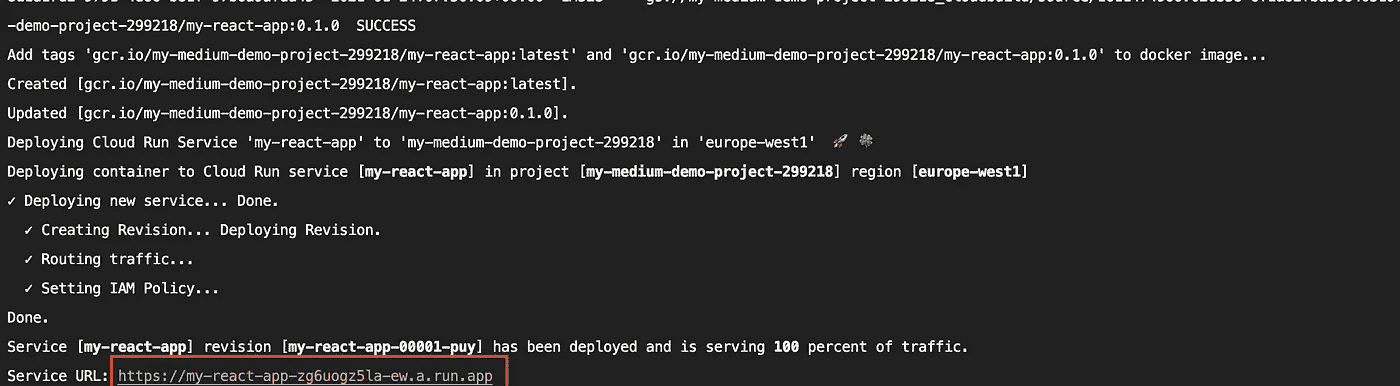 -demo-project-299218/my-react-app:0.1.0 SUCCESS
Add tags 'gcr.io/my-medium-demo-project-299218/my-react-app:latest' and 'gcr.io/my-medium-demo-project-299218/my-react-app:0.1.0' to docker image...
Created [gcr.io/my-medium-demo-project-299218/my-react-app:latest].
Updated [gcr.io/my-medium-demo-project-299218/my-react-app:0.1.0].
Deploying Cloud Run Service 'my-react-app' to 'my-medium-demo-project-299218' in 'europe-west1' 🚀 🍀
Deploying container to Cloud Run service [my-react-app] in project [my-medium-demo-project-299218] region [europe-west1]
✓ Deploying new service... Done.
✓ Creating Revision... Deploying Revision.
✓ Routing traffic...
✓ Setting IAM Policy...
Done.
Service [my-react-app] revision [my-react-app-00001-puy] has been deployed and is serving 100 percent of traffic.
Service URL: https://my-react-app-zg6uogz5la-ew.a.run.app